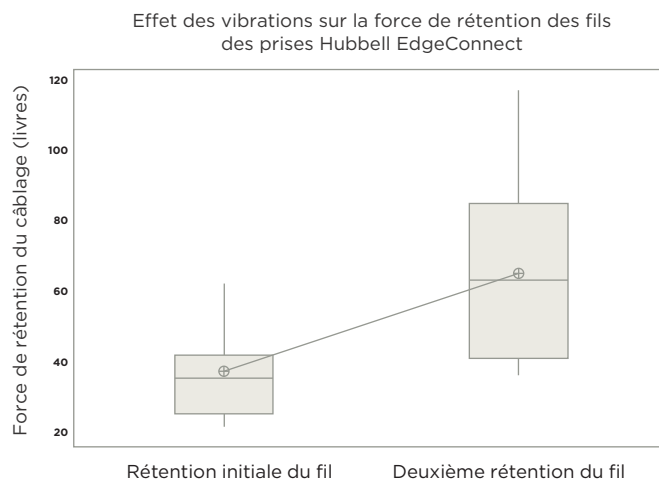 Effet des vibrations sur la force de rétention des fils
des prises Hubbell EdgeConnect
Force de rétention du câblage (livres)
120
100
80
60
40
20
Rétention initiale du fil
Deuxième rétention du fil